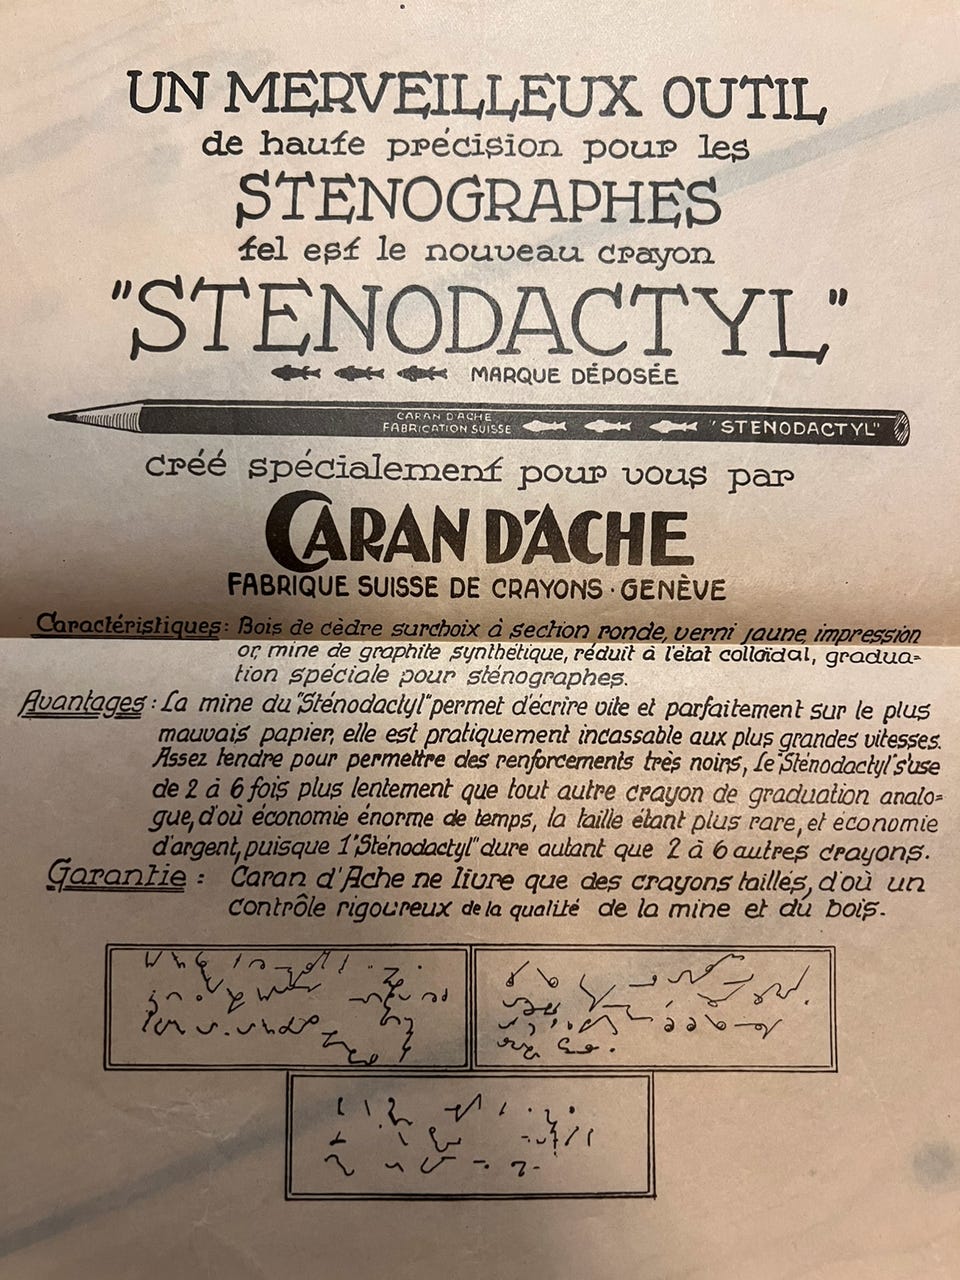 UN MERVEILLEUX OUTIL
de haute précision pour les
STENOGRAPHES
tel est le nouveau crayon
"STENODACTYL"
MARQUE DÉPOSÉE
CARAN D'ACHE
FABRICATION SUISSE "STENODACTYL"
créé spécialement pour vous par
CARAN D'ACHE
FABRIQUE SUISSE DE CRAYONS · GENÈVE
Caractéristiques: Bois de cèdre surchoix à section ronde, verni jaune, impression
or, mine de graphite synthétique, réduit à l'état colloïdal, gradua=
tion spéciale pour sténographes.
Avantages: La mine du "Sténodactyl" permet d'écrire vite et parfaitement sur le plus
mauvais papier, elle est pratiquement incassable aux plus grandes vitesses.
Assez tendre pour permettre des renforcements très noirs, le "Sténodactyl" s'use
de 2 à 6 fois plus lentement que tout autre crayon de graduation analo=
gue, d'où économie énorme de temps, la taille étant plus rare, et économie
d'argent, puisque 1 "Sténodactyl" dure autant que 2 à 6 autres crayons.
Garantie: Caran d'Ache ne livre que des crayons taillés, d'où un
contrôle rigoureux de la qualité de la mine et du bois.